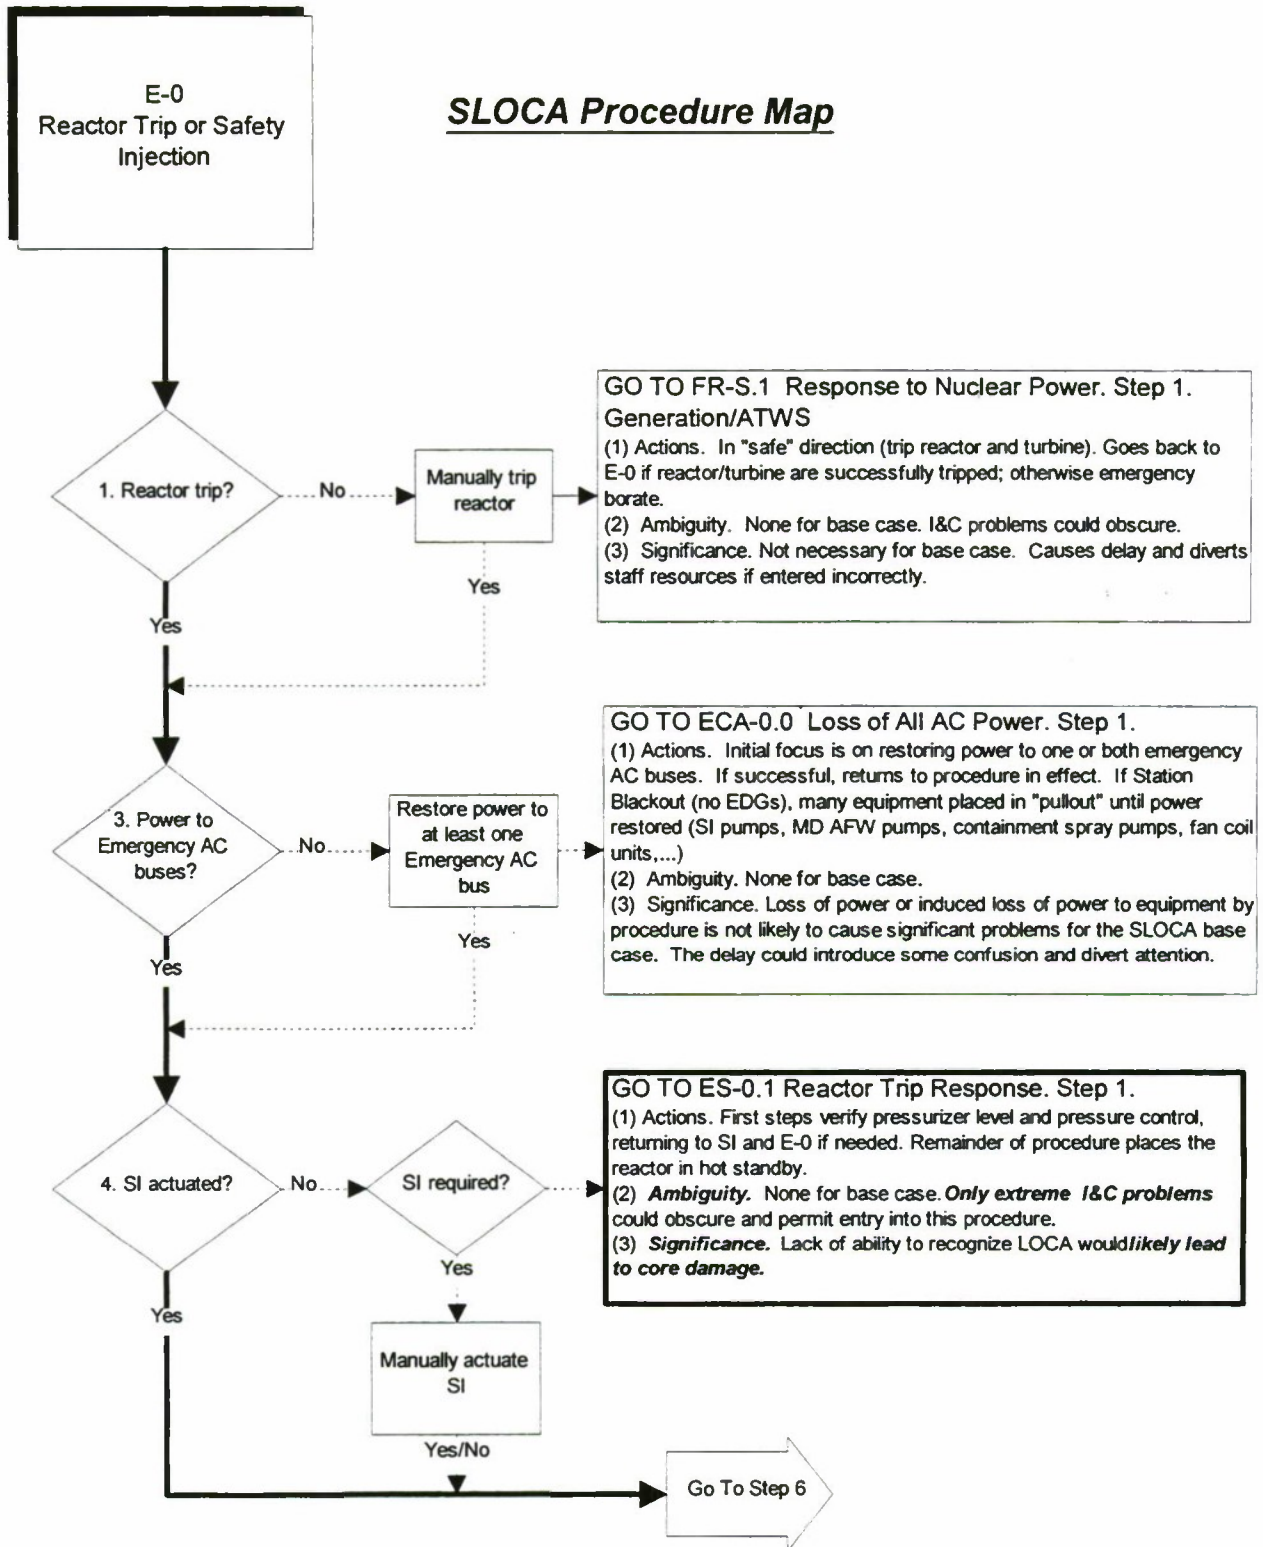 E-0
Reactor Trip or Safety
Injection
SLOCA Procedure Map
GO TO FR-S.1 Response to Nuclear Power. Step 1.
Generation/ATWS
(1) Actions. In "safe" direction (trip reactor and turbine). Goes back to
E-0 if reactor/turbine are successfully tripped; otherwise emergency
borate.
(2) Ambiguity. None for base case. I&C problems could obscure.
(3) Significance. Not necessary for base case. Causes delay and diverts
staff resources if entered incorrectly.
1. Reactor trip?
No
Manually trip
reactor
Yes
Yes
GO TO ECA-0.0 Loss of All AC Power. Step 1.
(1) Actions. Initial focus is on restoring power to one or both emergency
AC buses. If successful, returns to procedure in effect. If Station
Blackout (no EDGs), many equipment placed in "pullout" until power
restored (SI pumps, MD AFW pumps, containment spray pumps, fan coil
units,...)
(2) Ambiguity. None for base case.
(3) Significance. Loss of power or induced loss of power to equipment by
procedure is not likely to cause significant problems for the SLOCA base
case. The delay could introduce some confusion and divert attention.
3. Power to
Emergency AC
buses?
No
Restore power to
at least one
Emergency AC
bus
Yes
Yes
GO TO ES-0.1 Reactor Trip Response. Step 1.
(1) Actions. First steps verify pressurizer level and pressure control,
returning to SI and E-0 if needed. Remainder of procedure places the
reactor in hot standby.
(2) Ambiguity. None for base case. Only extreme I&C problems
could obscure and permit entry into this procedure.
(3) Significance. Lack of ability to recognize LOCA would likely lead
to core damage.
4. SI actuated?
No
SI required?
Yes
Yes
Manually actuate
SI
Yes/No
Go To Step 6